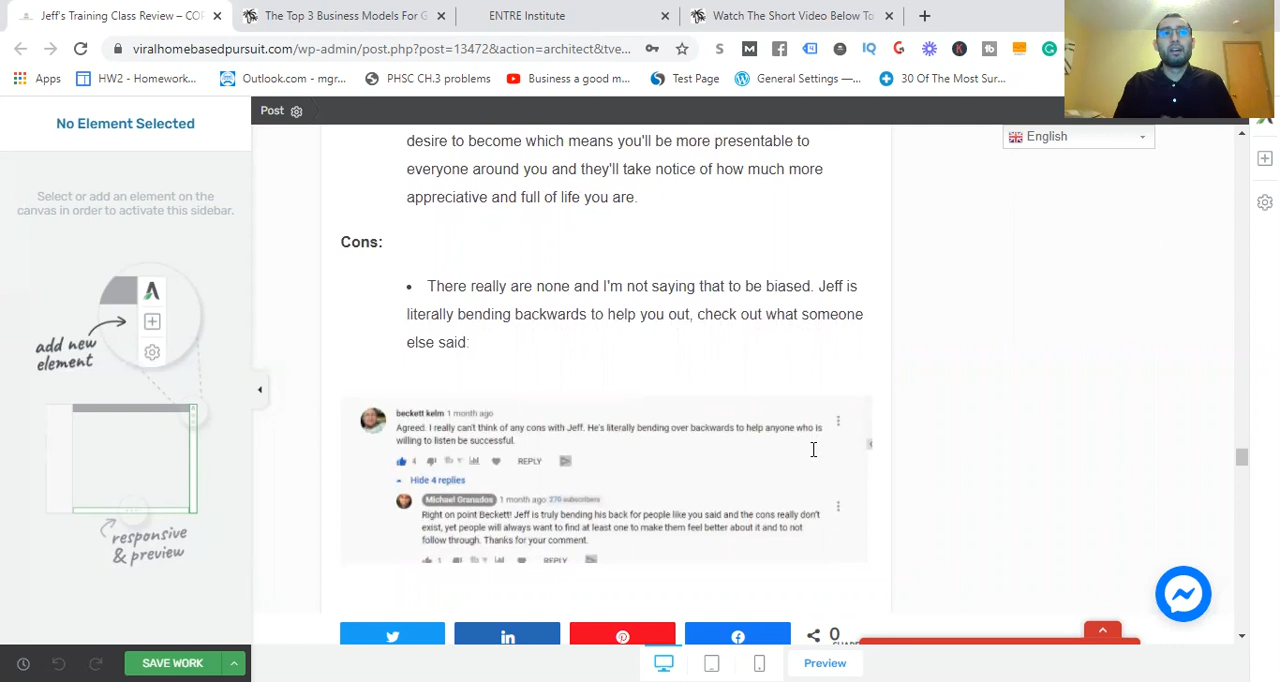 Jeff's Training Class Review – COP
The Top 3 Business Models For G
ENTRE Institute
Watch The Short Video Below To
viralhomebasedpursuit.com/wp-admin/post.php?post=13472&action=architect&tve...
Apps
HW2 - Homework...
Outlook.com - mgr...
PHSC CH.3 problems
Business a good m...
Test Page
General Settings —...
30 Of The Most Sur...
No Element Selected
Post
English
Select or add an element on the
canvas in order to activate this sidebar.
add new
element
responsive
& preview
desire to become which means you'll be more presentable to
everyone around you and they'll take notice of how much more
appreciative and full of life you are.
Cons:
• There really are none and I'm not saying that to be biased. Jeff is
literally bending backwards to help you out, check out what someone
else said:
beckett kelm 1 month ago
Agreed. I really can't think of any cons with Jeff. He's literally bending over backwards to help anyone who is
willing to listen be successful.
4 REPLY
Hide 4 replies
Michael Granados 1 month ago 270 subscribers
Right on point Beckett! Jeff is truly bending his back for people like you said and the cons really don't
exist, yet people will always want to find at least one to make them feel better about it and to not
follow through. Thanks for your comment.
1 REPLY
0
SHARES
SAVE WORK
Preview